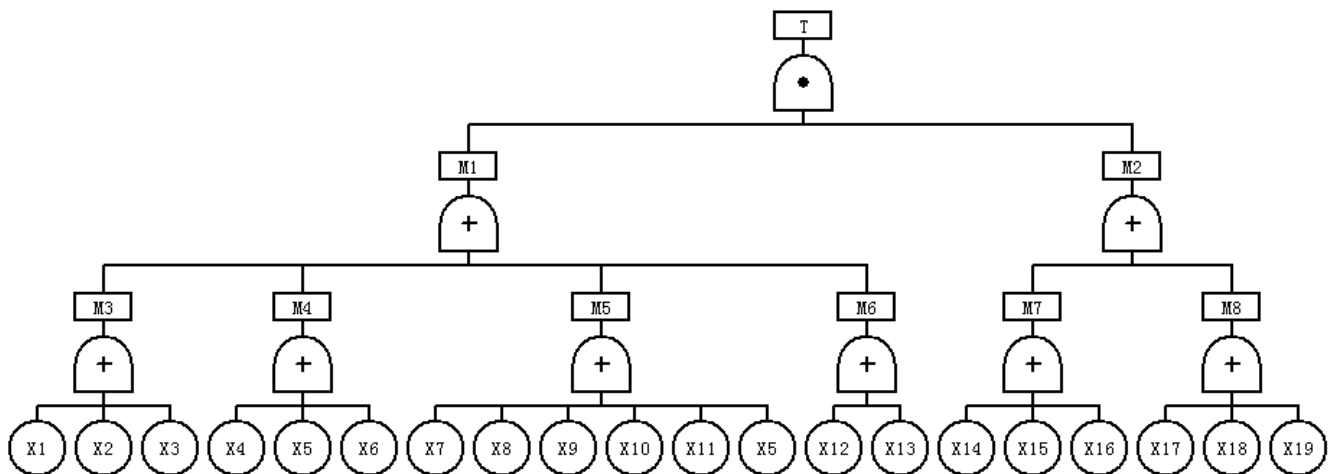 T
M1 M2
+ +
M3 M4 M5 M6 M7 M8
+ + + + + +
X1 X2 X3 X4 X5 X6 X7 X8 X9 X10 X11 X5 X12 X13 X14 X15 X16 X17 X18 X19